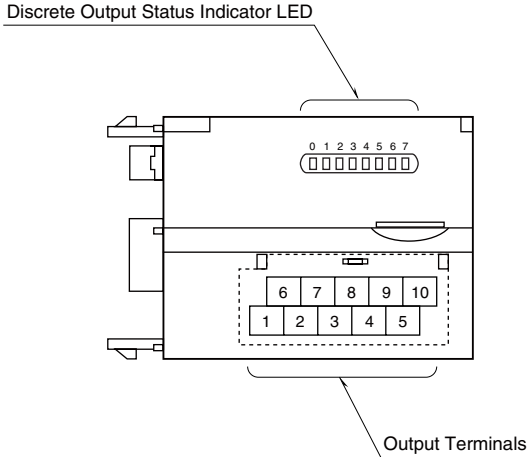 Discrete Output Status Indicator LED
0 1 2 3 4 5 6 7
6 7 8 9 10
1 2 3 4 5
Output Terminals